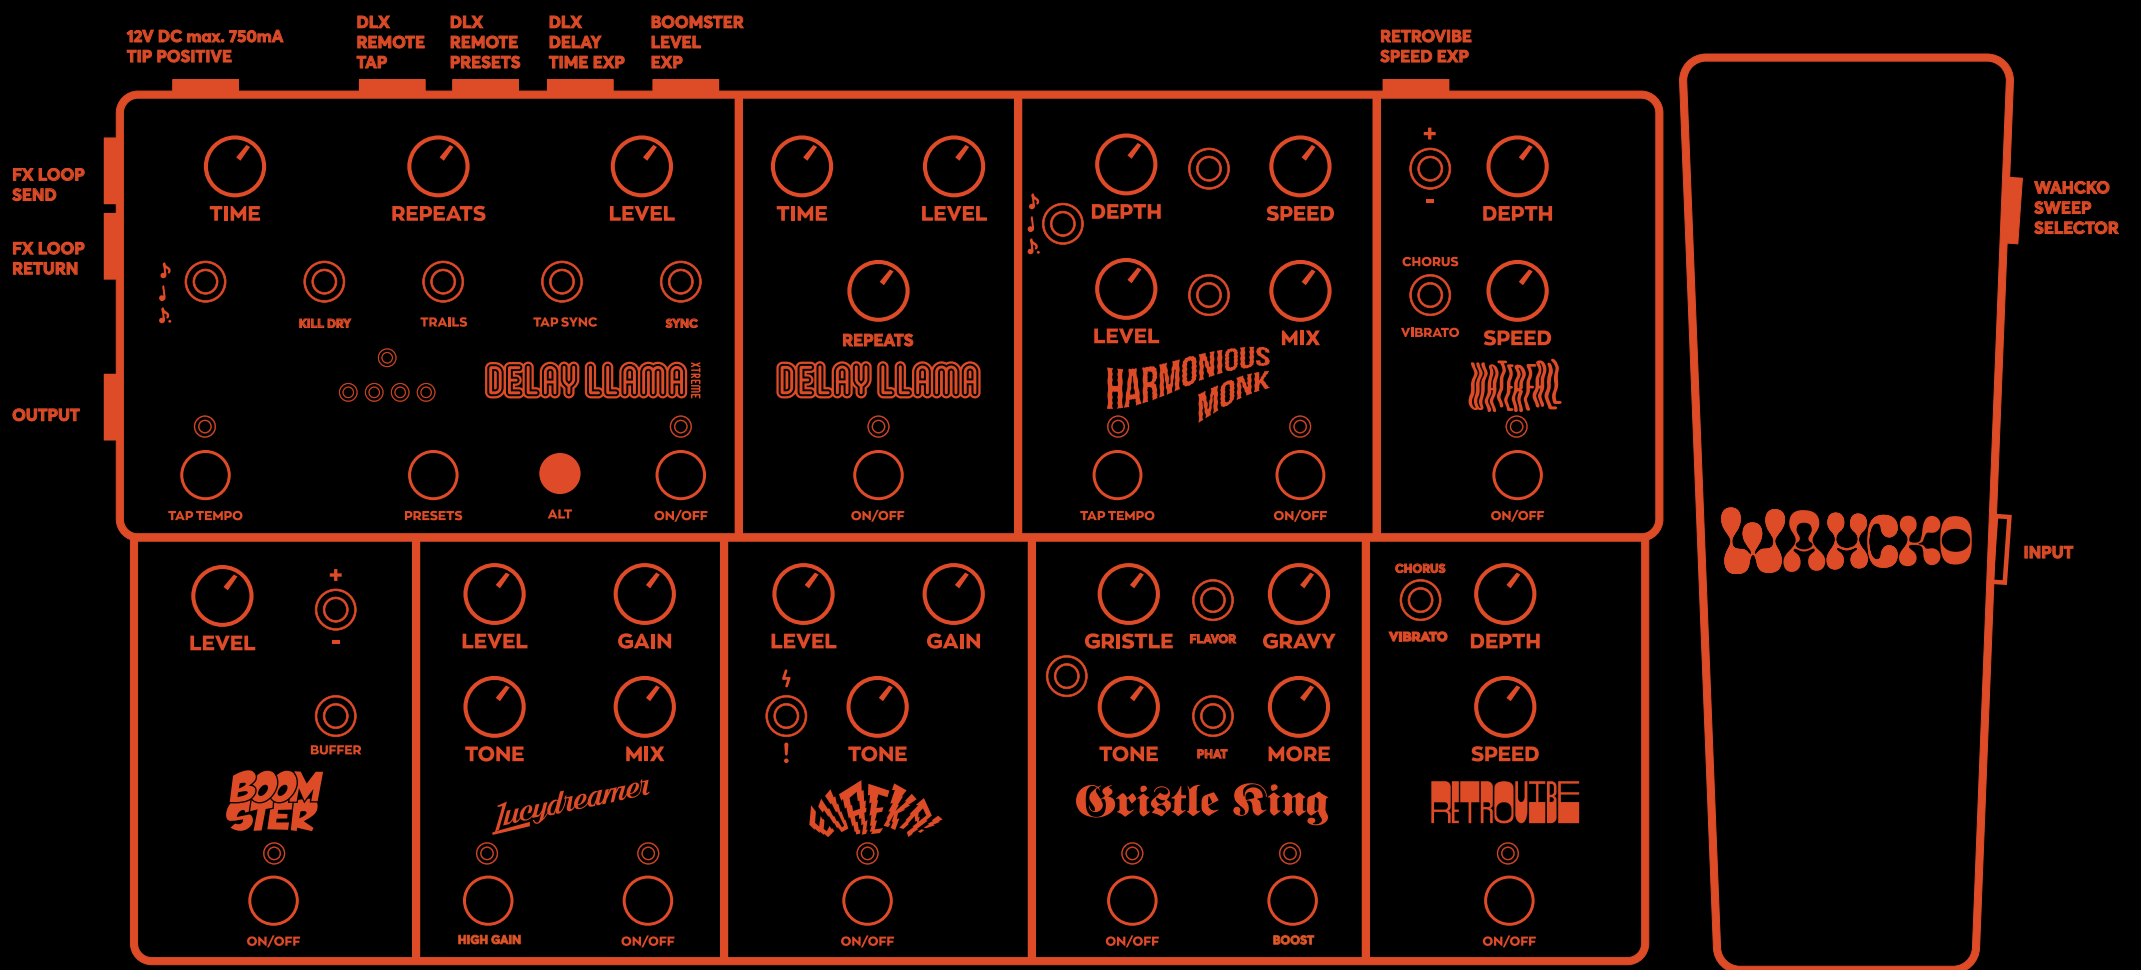 12V DC max. 750mA
TIP POSITIVE
DLX
REMOTE
TAP
DLX
REMOTE
PRESETS
DLX
DELAY
TIME EXP
BOOMSTER
LEVEL
EXP
RETROVIBE
SPEED EXP
FX LOOP
SEND
FX LOOP
RETURN
OUTPUT
TIME
REPEATS
LEVEL
KILL DRY
TRAILS
TAP SYNC
SYNC
DELAY LLAMA XTREME
TAP TEMPO
PRESETS
ALT
ON/OFF
TIME
LEVEL
REPEATS
DELAY LLAMA
ON/OFF
DEPTH
SPEED
LEVEL
MIX
HARMONIOUS
MONK
TAP TEMPO
ON/OFF
+
-
DEPTH
CHORUS
VIBRATO
SPEED
WATERFALL
ON/OFF
WAHCKO
SWEEP
SELECTOR
WAHCKO
INPUT
LEVEL
+
-
BUFFER
BOOM
STER
ON/OFF
LEVEL
GAIN
TONE
MIX
Lucydreamer
HIGH GAIN
ON/OFF
LEVEL
GAIN
!
TONE
EUREKA!
ON/OFF
GRISTLE
FLAVOR
GRAVY
TONE
PHAT
MORE
Gristle King
ON/OFF
BOOST
CHORUS
VIBRATO
DEPTH
SPEED
RETROVIBE
ON/OFF